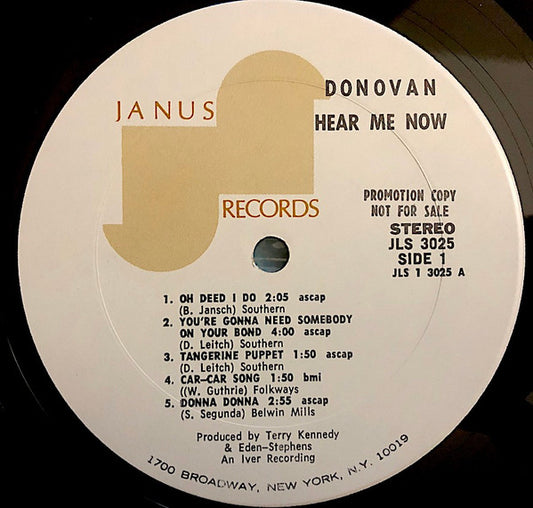 JANUS
RECORDS
DONOVAN
HEAR ME NOW
PROMOTION COPY
NOT FOR SALE
STEREO
JLS 3025
SIDE 1
JLS 1 3025 A
1. OH DEED I DO 2:05 ascap
(B. Jansch) Southern
2. YOU'RE GONNA NEED SOMEBODY
ON YOUR BOND 4:00 ascap
(D. Leitch) Southern
3. TANGERINE PUPPET 1:50 ascap
(D. Leitch) Southern
4. CAR-CAR SONG 1:50 bmi
((W. Guthrie) Folkways
5. DONNA DONNA 2:55 ascap
(S. Segunda) Belwin Mills
Produced by Terry Kennedy
& Eden-Stephens
An Iver Recording
1700 BROADWAY, NEW YORK, N.Y. 10019